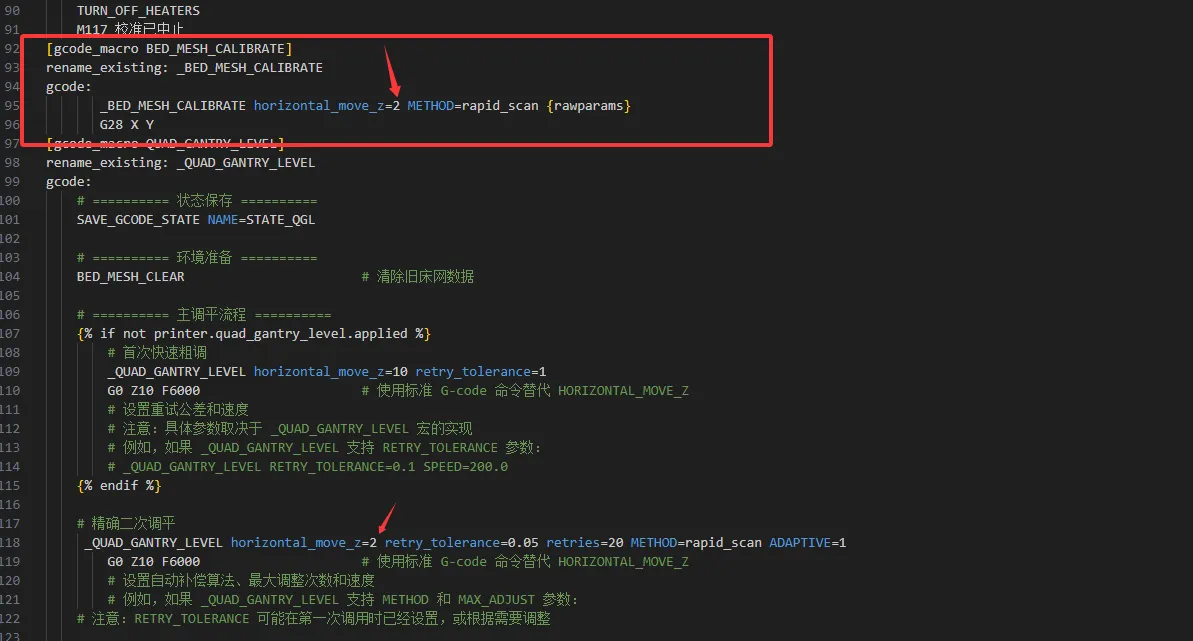 90 TURN_OFF_HEATERS
91 M117 校准已中止
92 [gcode_macro BED_MESH_CALIBRATE]
93 rename_existing: _BED_MESH_CALIBRATE
94 gcode:
95 _BED_MESH_CALIBRATE horizontal_move_z=2 METHOD=rapid_scan {rawparams}
96 G28 X Y
97 [gcode_macro QUAD_GANTRY_LEVEL]
98 rename_existing: _QUAD_GANTRY_LEVEL
99 gcode:
100 # ========== 状态保存 ==========
101 SAVE_GCODE_STATE NAME=STATE_QGL
102
103 # ========== 环境准备 ==========
104 BED_MESH_CLEAR # 清除旧床网数据
105
106 # ========== 主调平流程 ==========
107 {% if not printer.quad_gantry_level.applied %}
108 # 首次快速粗调
109 _QUAD_GANTRY_LEVEL horizontal_move_z=10 retry_tolerance=1
110 G0 Z10 F6000 # 使用标准 G-code 命令替代 HORIZONTAL_MOVE_Z
111 # 设置重试公差和速度
112 # 注意：具体参数取决于 _QUAD_GANTRY_LEVEL 宏的实现
113 # 例如，如果 _QUAD_GANTRY_LEVEL 支持 RETRY_TOLERANCE 参数：
114 # _QUAD_GANTRY_LEVEL RETRY_TOLERANCE=0.1 SPEED=200.0
115 {% endif %}
116
117 # 精确二次调平
118 _QUAD_GANTRY_LEVEL horizontal_move_z=2 retry_tolerance=0.05 retries=20 METHOD=rapid_scan ADAPTIVE=1
119 G0 Z10 F6000 # 使用标准 G-code 命令替代 HORIZONTAL_MOVE_Z
120 # 设置自动补偿算法、最大调整次数和速度
121 # 例如，如果 _QUAD_GANTRY_LEVEL 支持 METHOD 和 MAX_ADJUST 参数：
122 # 注意：RETRY_TOLERANCE 可能在第一次调用时已经设置，或根据需要调整
123